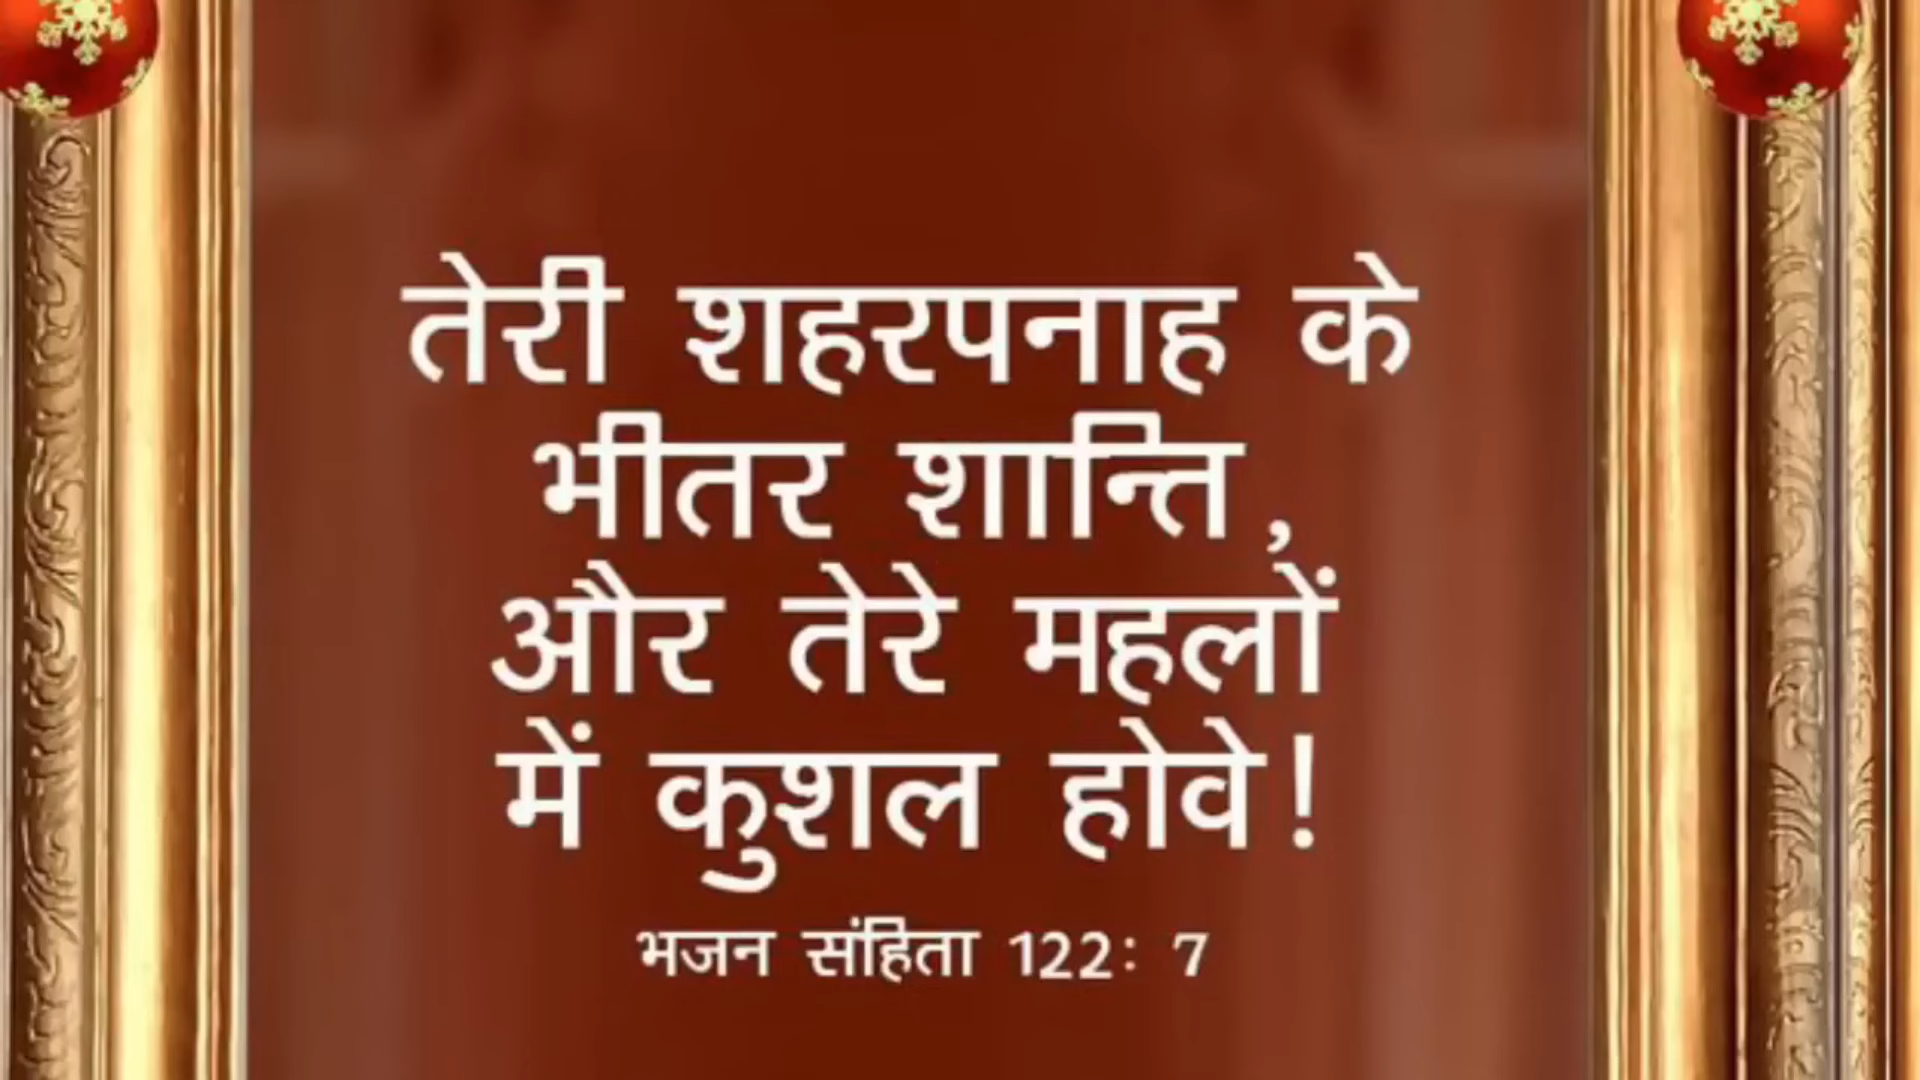 तेरी शहरपनाह के
भीतर शान्ति,
और तेरे महलों
में कुशल होवे!
भजन संहिता 122: 7